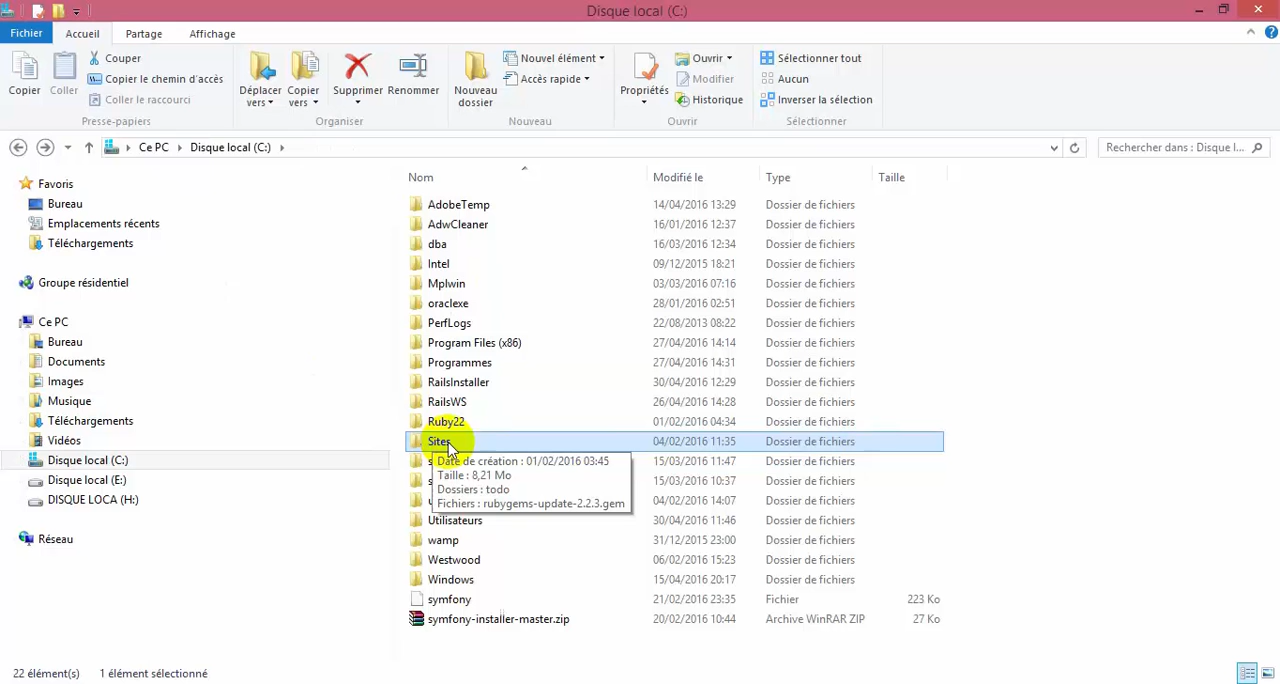 Disque local (C:)
Fichier Accueil Partage Affichage
Copier
Coller
Couper
Copier le chemin d'accès
Coller le raccourci
Presse-papiers
Déplacer vers
Copier vers
Supprimer
Renommer
Organiser
Nouveau dossier
Nouvel élément
Accès rapide
Nouveau
Propriétés
Ouvrir
Modifier
Historique
Ouvrir
Sélectionner tout
Aucun
Inverser la sélection
Sélectionner
Ce PC Disque local (C:)
Rechercher dans : Disque l...
Favoris
Bureau
Emplacements récents
Téléchargements
Groupe résidentiel
Ce PC
Bureau
Documents
Images
Musique
Téléchargements
Vidéos
Disque local (C:)
Disque local (E:)
DISQUE LOCA (H:)
Réseau
Nom Modifié le Type Taille
AdobeTemp 14/04/2016 13:29 Dossier de fichiers
AdwCleaner 16/01/2016 12:37 Dossier de fichiers
dba 16/03/2016 12:34 Dossier de fichiers
Intel 09/12/2015 18:21 Dossier de fichiers
Mplwin 03/03/2016 07:16 Dossier de fichiers
oraclexe 28/01/2016 02:51 Dossier de fichiers
PerfLogs 22/08/2013 08:22 Dossier de fichiers
Program Files (x86) 27/04/2016 14:14 Dossier de fichiers
Programmes 27/04/2016 14:31 Dossier de fichiers
RailsInstaller 30/04/2016 12:29 Dossier de fichiers
RailsWS 26/04/2016 14:28 Dossier de fichiers
Ruby22 01/02/2016 04:34 Dossier de fichiers
Sites 04/02/2016 11:35 Dossier de fichiers
15/03/2016 11:47 Dossier de fichiers
15/03/2016 10:37 Dossier de fichiers
04/02/2016 14:07 Dossier de fichiers
Date de création : 01/02/2016 03:45
Taille : 8,21 Mo
Dossiers : todo
Fichiers : rubygems-update-2.2.3.gem
Utilisateurs 30/04/2016 11:46 Dossier de fichiers
wamp 31/12/2015 23:00 Dossier de fichiers
Westwood 06/02/2016 15:23 Dossier de fichiers
Windows 15/04/2016 20:17 Dossier de fichiers
symfony 21/02/2016 23:35 Fichier 223 Ko
symfony-installer-master.zip 20/02/2016 10:44 Archive WinRAR ZIP 27 Ko
22 élément(s) 1 élément sélectionné